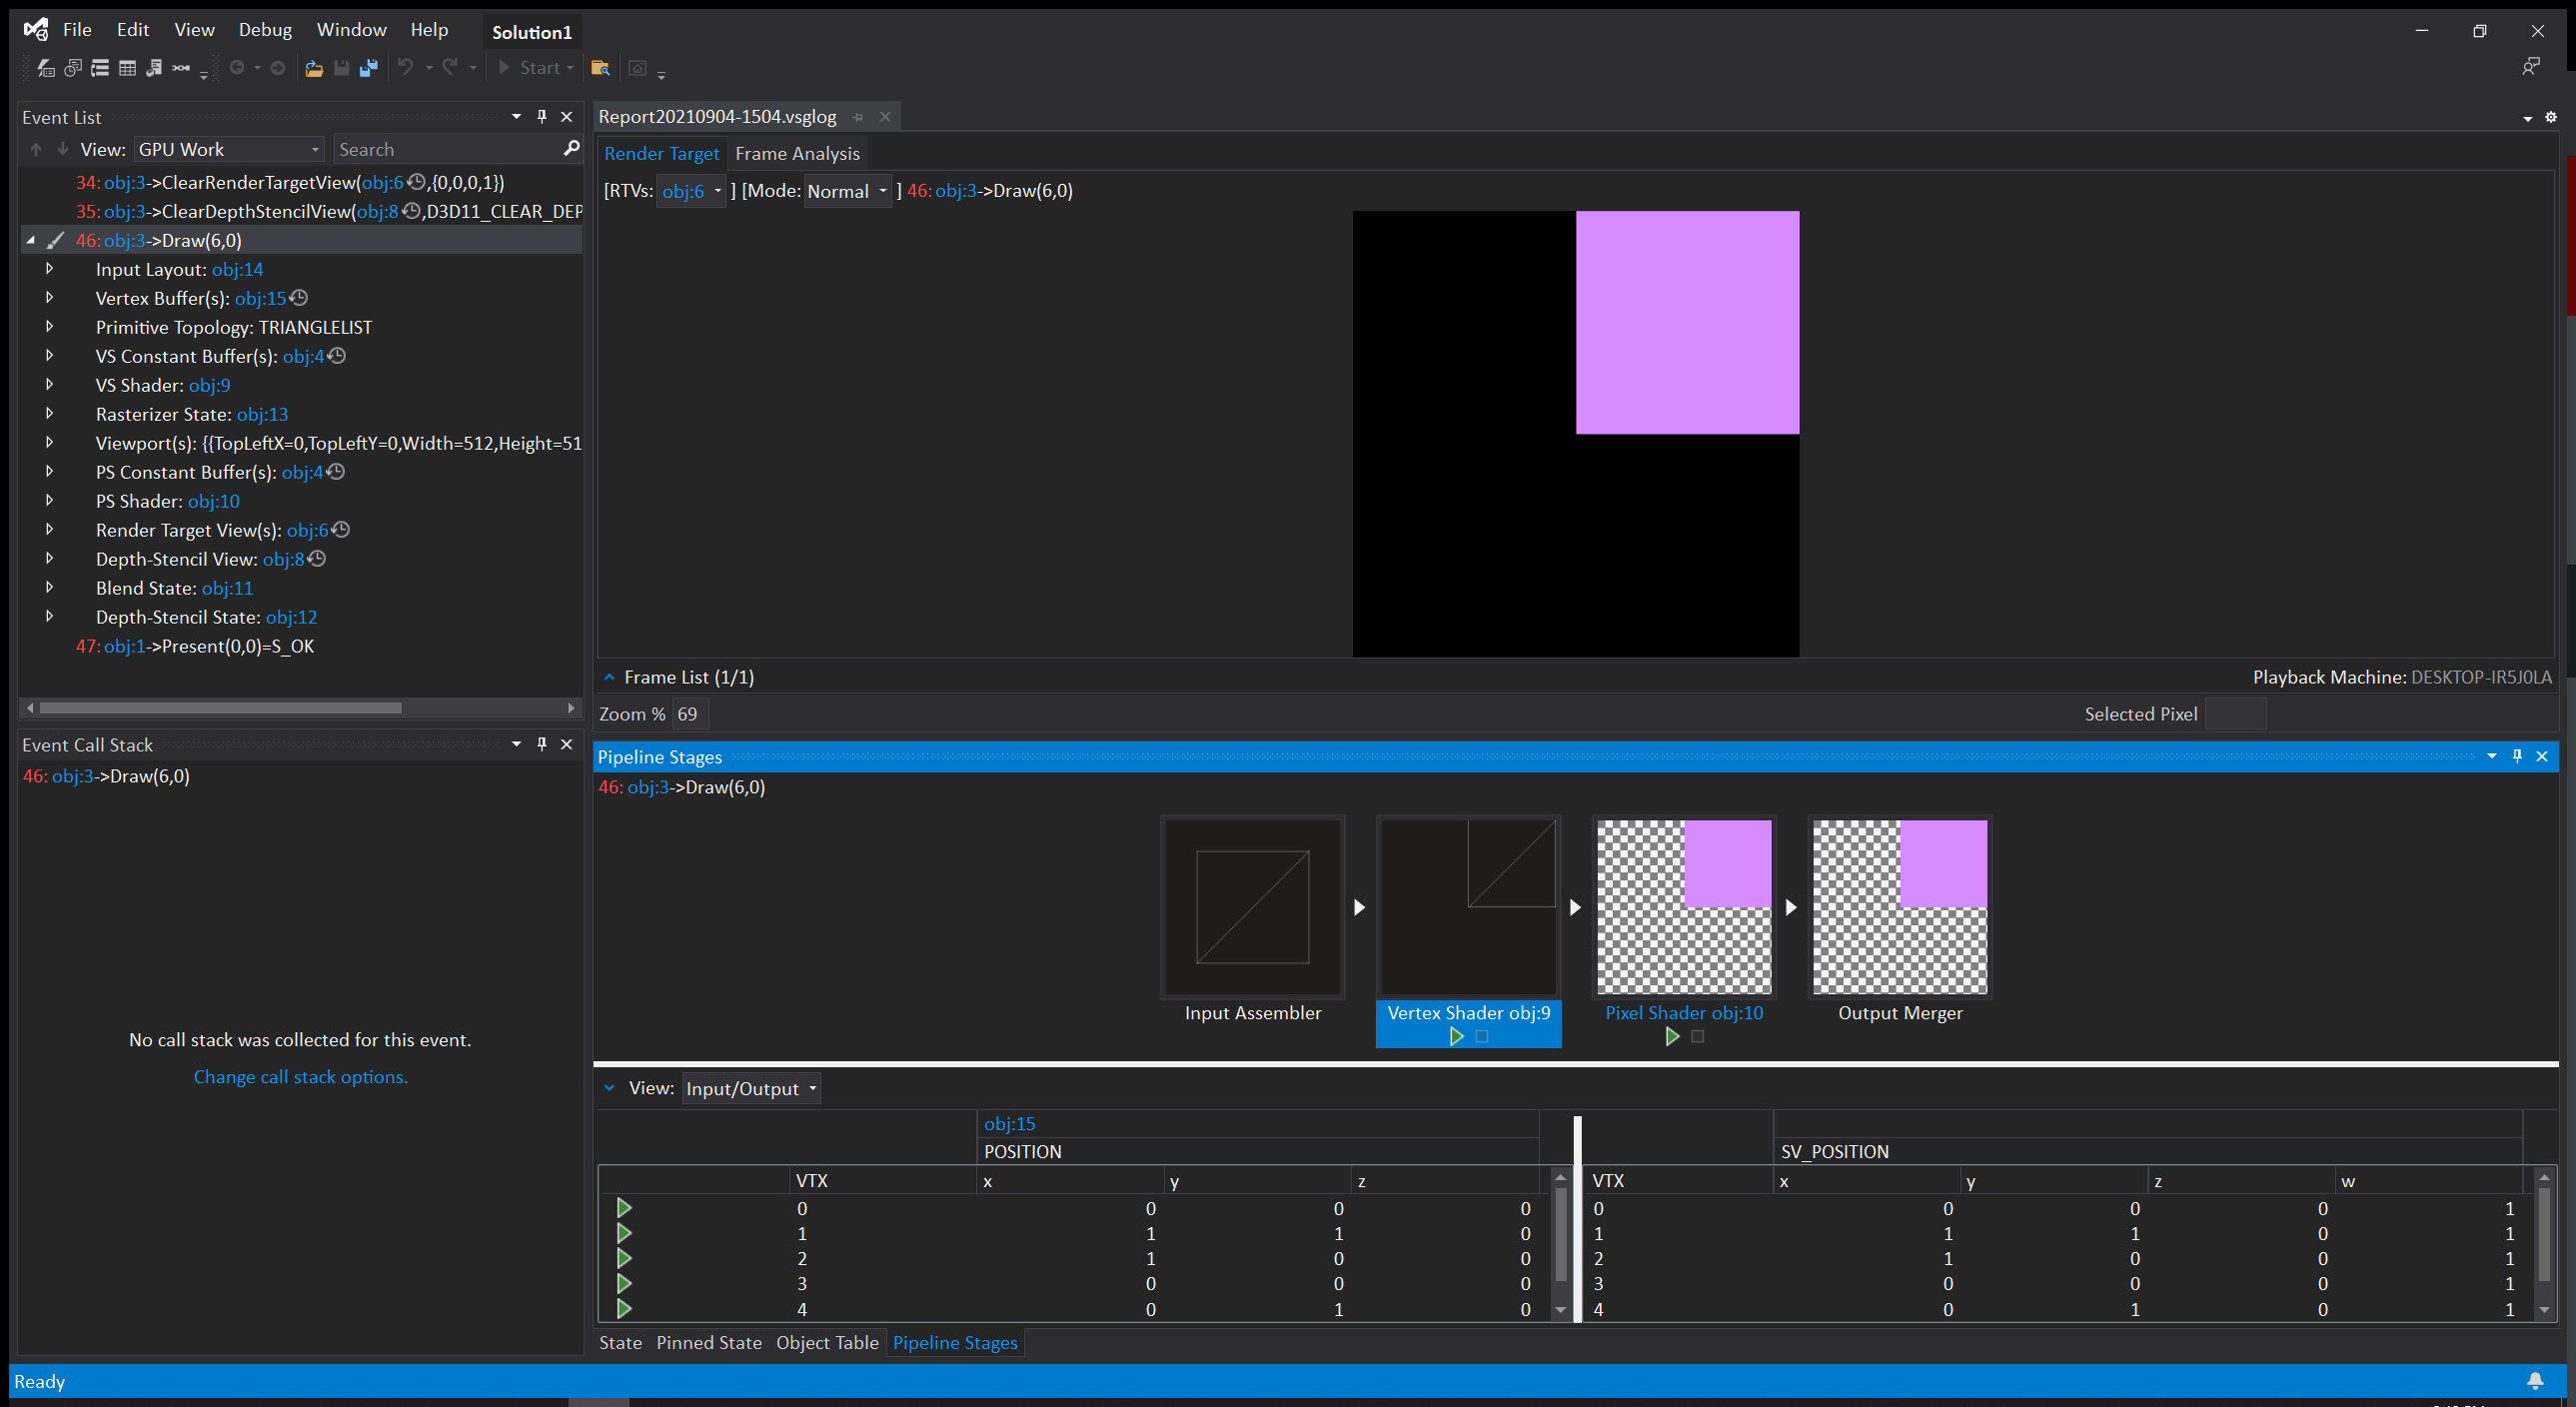 File Edit View Debug Window Help Solution1
Start
Event List
View: GPU Work Search
34: obj:3->ClearRenderTargetView(obj:6,{0,0,0,1})
35: obj:3->ClearDepthStencilView(obj:8,D3D11_CLEAR_DEP
46: obj:3->Draw(6,0)
Input Layout: obj:14
Vertex Buffer(s): obj:15
Primitive Topology: TRIANGLELIST
VS Constant Buffer(s): obj:4
VS Shader: obj:9
Rasterizer State: obj:13
Viewport(s): {{TopLeftX=0,TopLeftY=0,Width=512,Height=51
PS Constant Buffer(s): obj:4
PS Shader: obj:10
Render Target View(s): obj:6
Depth-Stencil View: obj:8
Blend State: obj:11
Depth-Stencil State: obj:12
47: obj:1->Present(0,0)=S_OK
Event Call Stack
46: obj:3->Draw(6,0)
No call stack was collected for this event.
Change call stack options.
Report20210904-1504.vsglog
Render Target Frame Analysis
[RTVs: obj:6 ] [Mode: Normal ] 46: obj:3->Draw(6,0)
Frame List (1/1) Playback Machine: DESKTOP-IR5J0LA
Zoom % 69 Selected Pixel
Pipeline Stages
46: obj:3->Draw(6,0)
Input Assembler Vertex Shader obj:9 Pixel Shader obj:10 Output Merger
View: Input/Output
obj:15
POSITION SV_POSITION
VTX x y z VTX x y z w
0 0 0 0 0 0 0 0 1
1 1 1 0 1 1 1 0 1
2 1 0 0 2 1 0 0 1
3 0 0 0 3 0 0 0 1
4 0 1 0 4 0 1 0 1
State Pinned State Object Table Pipeline Stages
Ready